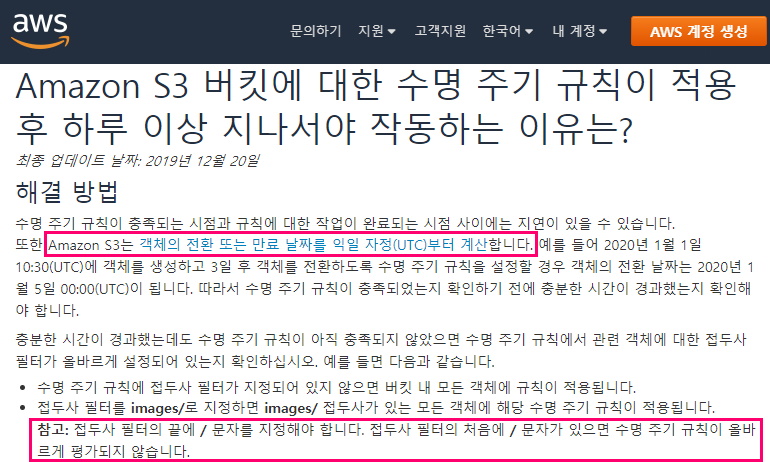 aws
문의하기 지원 고객지원 한국어 내 계정 AWS 계정 생성
Amazon S3 버킷에 대한 수명 주기 규칙이 적용
후 하루 이상 지나서야 작동하는 이유는?
최종 업데이트 날짜: 2019년 12월 20일
해결 방법
수명 주기 규칙이 충족되는 시점과 규칙에 대한 작업이 완료되는 시점 사이에는 지연이 있을 수 있습니다.
또한 Amazon S3는 객체의 전환 또는 만료 날짜를 익일 자정(UTC)부터 계산합니다. 예를 들어 2020년 1월 1일
10:30(UTC)에 객체를 생성하고 3일 후 객체를 전환하도록 수명 주기 규칙을 설정할 경우 객체의 전환 날짜는 2020년 1
월 5일 00:00(UTC)이 됩니다. 따라서 수명 주기 규칙이 충족되었는지 확인하기 전에 충분한 시간이 경과했는지 확인해
야 합니다.
충분한 시간이 경과했는데도 수명 주기 규칙이 아직 충족되지 않았으면 수명 주기 규칙에서 관련 객체에 대한 접두사
필터가 올바르게 설정되어 있는지 확인하십시오. 예를 들면 다음과 같습니다.
• 수명 주기 규칙에 접두사 필터가 지정되어 있지 않으면 버킷 내 모든 객체에 규칙이 적용됩니다.
• 접두사 필터를 images/로 지정하면 images/ 접두사가 있는 모든 객체에 해당 수명 주기 규칙이 적용됩니다.
참고: 접두사 필터의 끝에 / 문자를 지정해야 합니다. 접두사 필터의 처음에 / 문자가 있으면 수명 주기 규칙이 올바
르게 평가되지 않습니다.